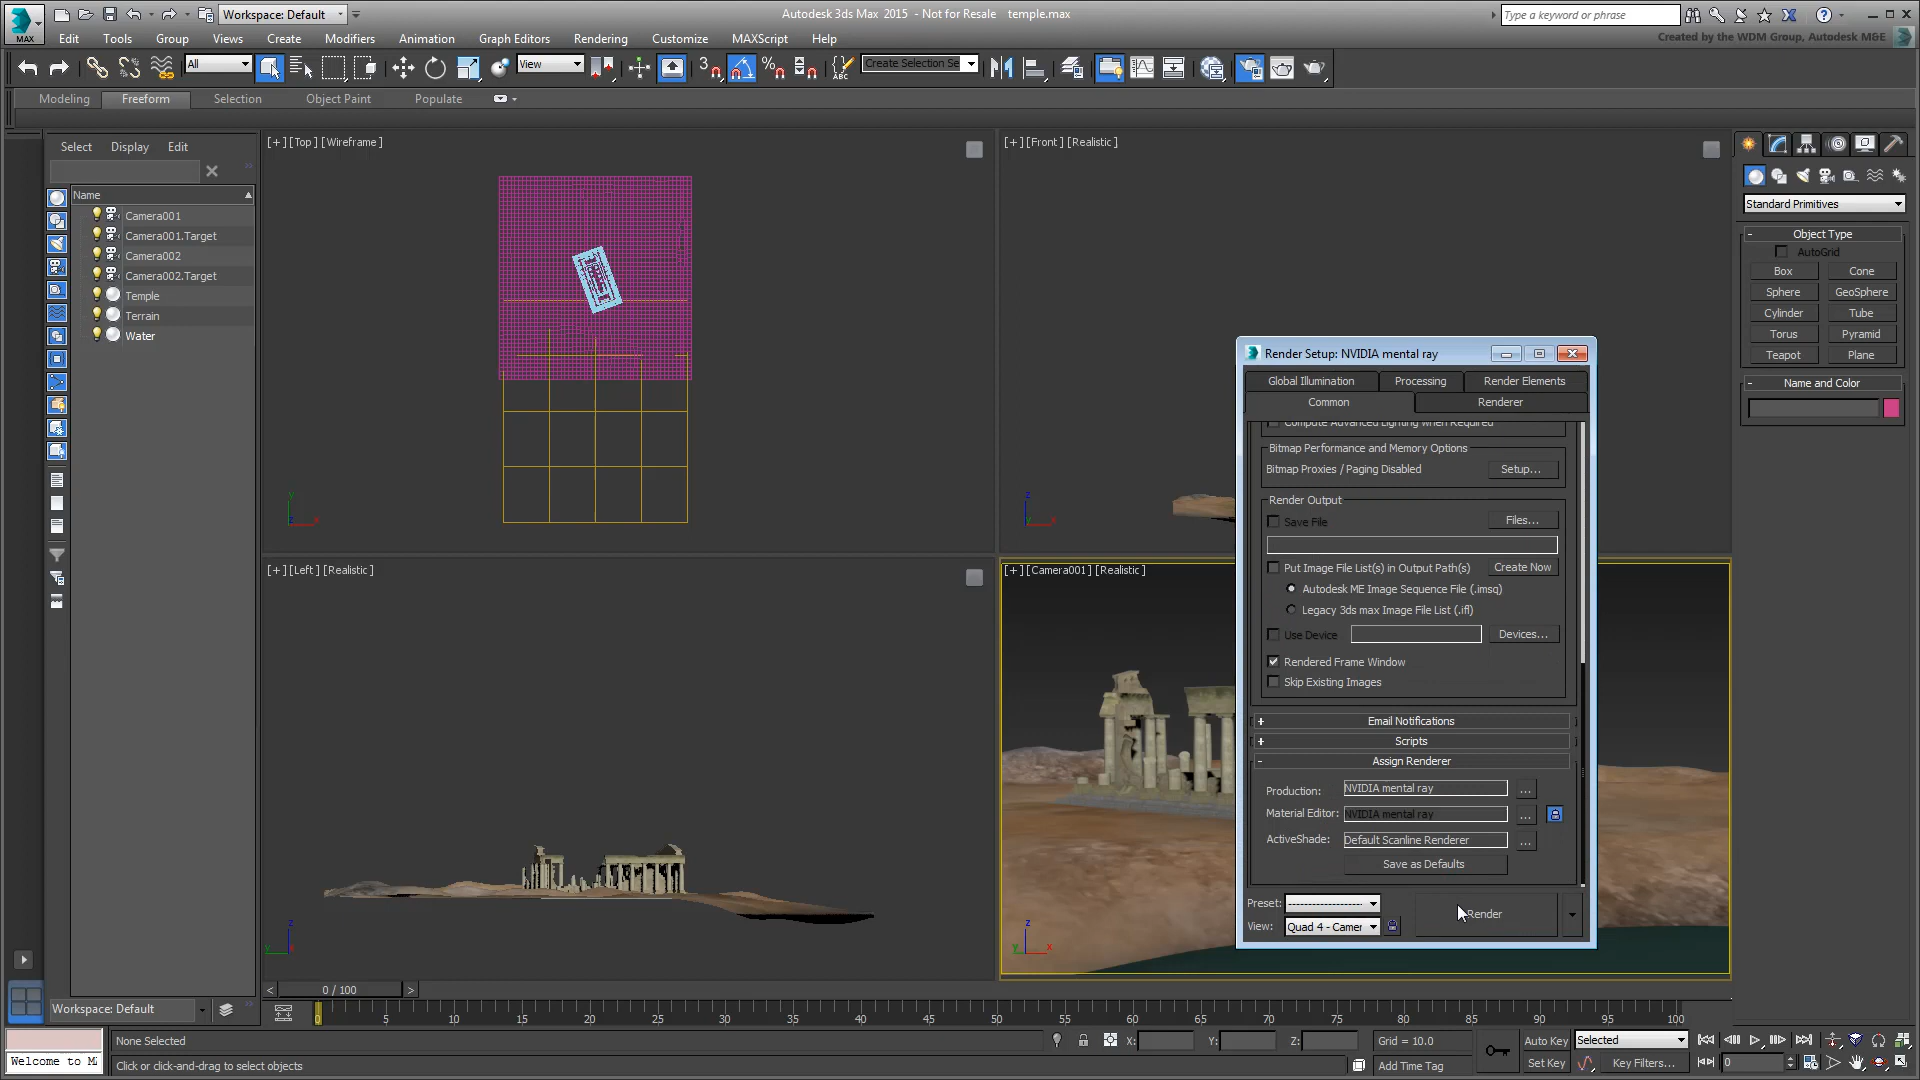 MAX
Workspace: Default
Autodesk 3ds Max 2015 - Not for Resale temple.max
Type a keyword or phrase
Edit Tools Group Views Create Modifiers Animation Graph Editors Rendering Customize MAXScript Help
Created by the WDM Group, Autodesk M&E
All
View
3
ABC
Create Selection Se
Modeling Freeform Selection Object Paint Populate
Select Display Edit
Name
Camera001
Camera001.Target
Camera002
Camera002.Target
Temple
Terrain
Water
[+] [Top] [Wireframe]
[+] [Front] [Realistic]
[+] [Left] [Realistic]
[+] [Camera001] [Realistic]
Standard Primitives
- Object Type
AutoGrid
Box Cone
Sphere GeoSphere
Cylinder Tube
Torus Pyramid
Teapot Plane
- Name and Color
Render Setup: NVIDIA mental ray
Global Illumination Processing Render Elements
Common Renderer
Compute Advanced Lighting when Required
Bitmap Performance and Memory Options
Bitmap Proxies / Paging Disabled Setup...
Render Output
Save File Files...
Put Image File List(s) in Output Path(s) Create Now
Autodesk ME Image Sequence File (.imsq)
Legacy 3ds max Image File List (.ifl)
Use Device Devices...
Rendered Frame Window
Skip Existing Images
+ Email Notifications
+ Scripts
- Assign Renderer
Production: NVIDIA mental ray ...
Material Editor: NVIDIA mental ray ...
ActiveShade: Default Scanline Renderer ...
Save as Defaults
Preset: --------------------
Render
View: Quad 4 - Camer
< 0 / 100 >
Workspace: Default
0 5 10 15 20 25 30 35 40 45 50 55 60 65 70 75 80 85 90 95 100
None Selected
X: Y: Z:
Grid = 10.0
Auto Key Selected
Welcome to M
Click or click-and-drag to select objects
Add Time Tag
Set Key Key Filters...
0